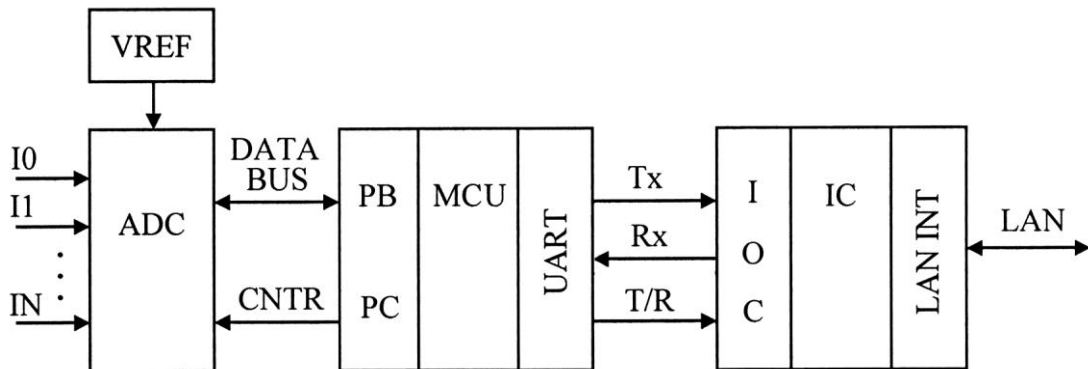 VREF
I0
I1
IN
ADC
DATA
BUS
CNTR
PB
PC
MCU
UART
Tx
Rx
T/R
I
O
C
IC
LAN INT
LAN